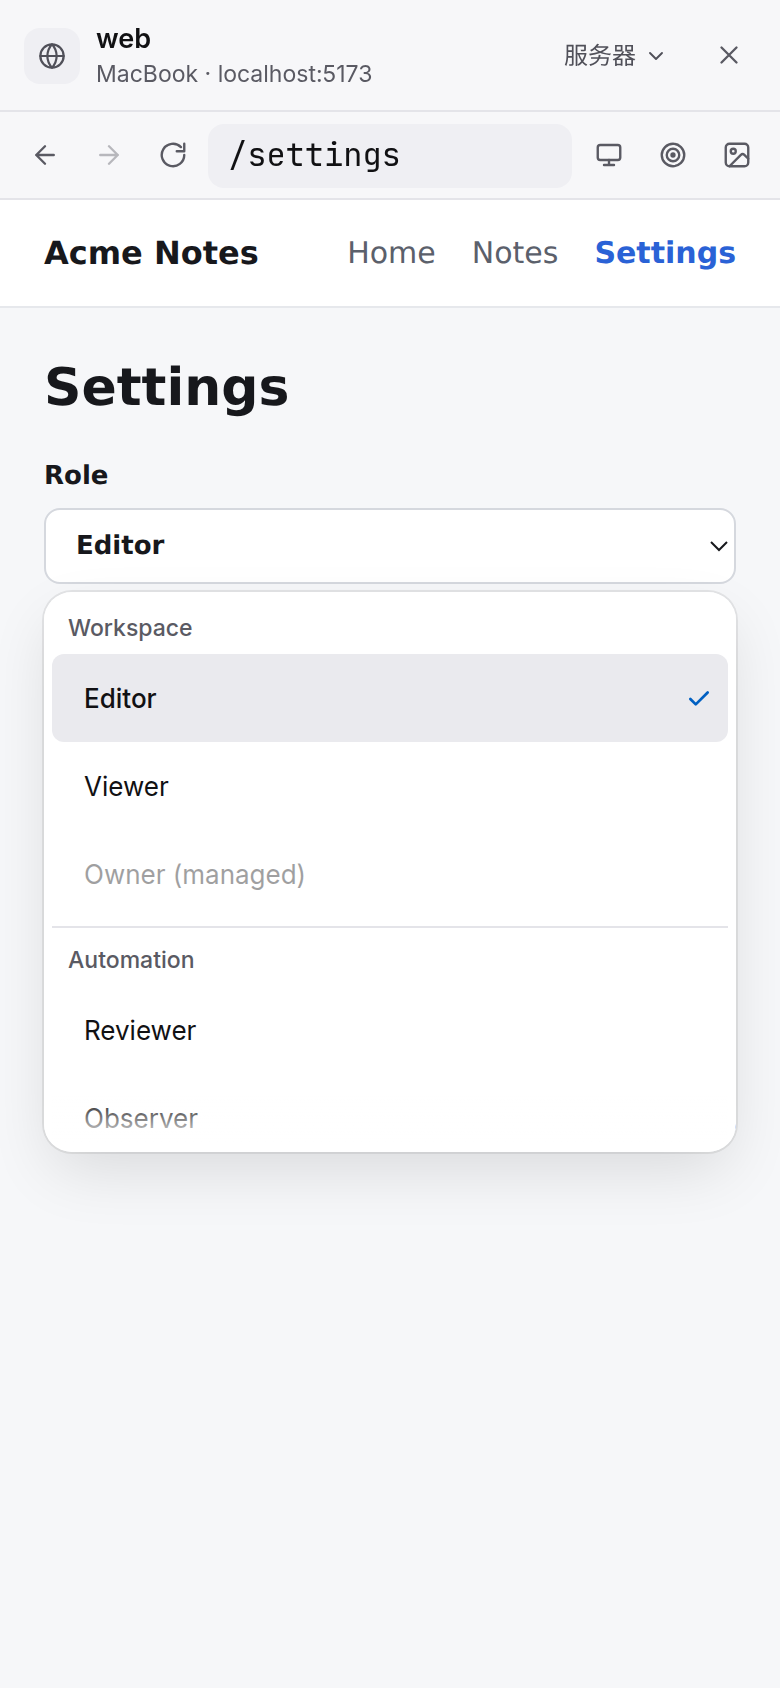 web
MacBook · localhost:5173
服务器
/settings
Acme Notes
Home
Notes
Settings
Settings
Role
Editor
Workspace
Editor
Viewer
Owner (managed)
Automation
Reviewer
Observer